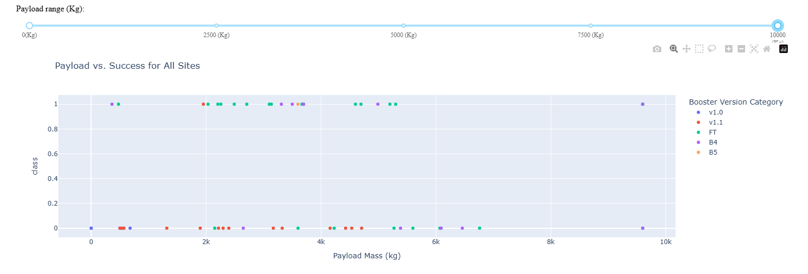 Payload range (Kg):
0(Kg) 2500 (Kg) 5000 (Kg) 7500 (Kg) 10000
Payload vs. Success for All Sites
Booster Version Category
v1.0
v1.1
FT
B4
B5
1
0.8
0.6
0.4
0.2
0
class
0 2k 4k 6k 8k 10k
Payload Mass (kg)